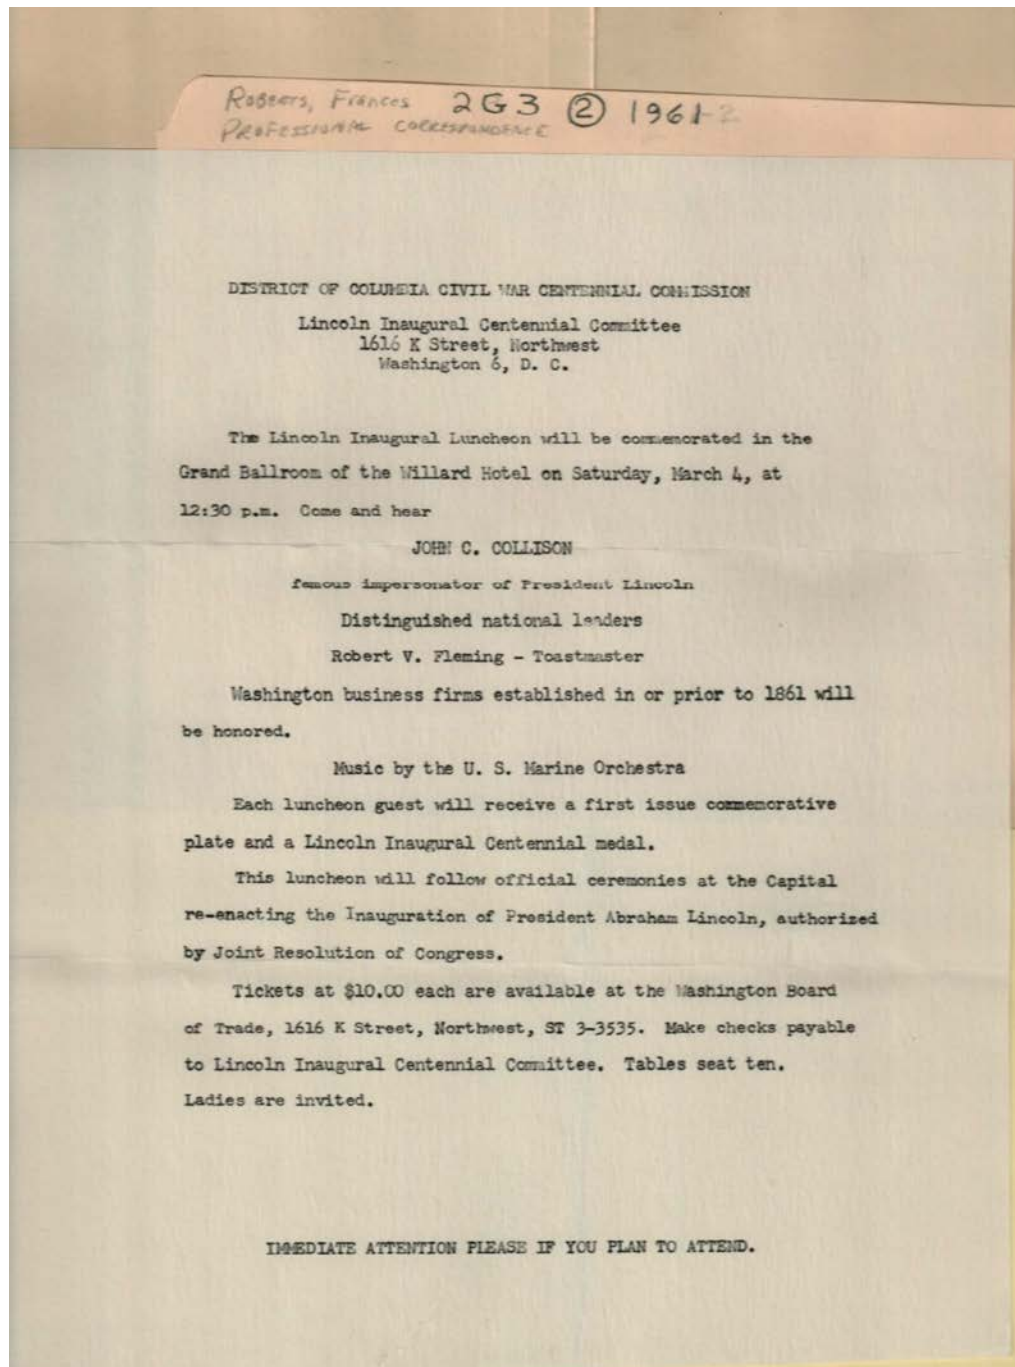 Roberts, Frances 2G3 ② 1961-2
PROFESSIONAL CORRESPONDENCE
DISTRICT OF COLUMBIA CIVIL WAR CENTENNIAL COMMISSION
Lincoln Inaugural Centennial Committee
1616 K Street, Northwest
Washington 6, D. C.
The Lincoln Inaugural Luncheon will be commemorated in the
Grand Ballroom of the Willard Hotel on Saturday, March 4, at
12:30 p.m. Come and hear
JOHN C. COLLISON
famous impersonator of President Lincoln
Distinguished national leaders
Robert V. Fleming - Toastmaster
Washington business firms established in or prior to 1861 will
be honored.
Music by the U. S. Marine Orchestra
Each luncheon guest will receive a first issue commemorative
plate and a Lincoln Inaugural Centennial medal.
This luncheon will follow official ceremonies at the Capital
re-enacting the Inauguration of President Abraham Lincoln, authorized
by Joint Resolution of Congress.
Tickets at $10.00 each are available at the Washington Board
of Trade, 1616 K Street, Northwest, ST 3-3535. Make checks payable
to Lincoln Inaugural Centennial Committee. Tables seat ten.
Ladies are invited.
IMMEDIATE ATTENTION PLEASE IF YOU PLAN TO ATTEND.